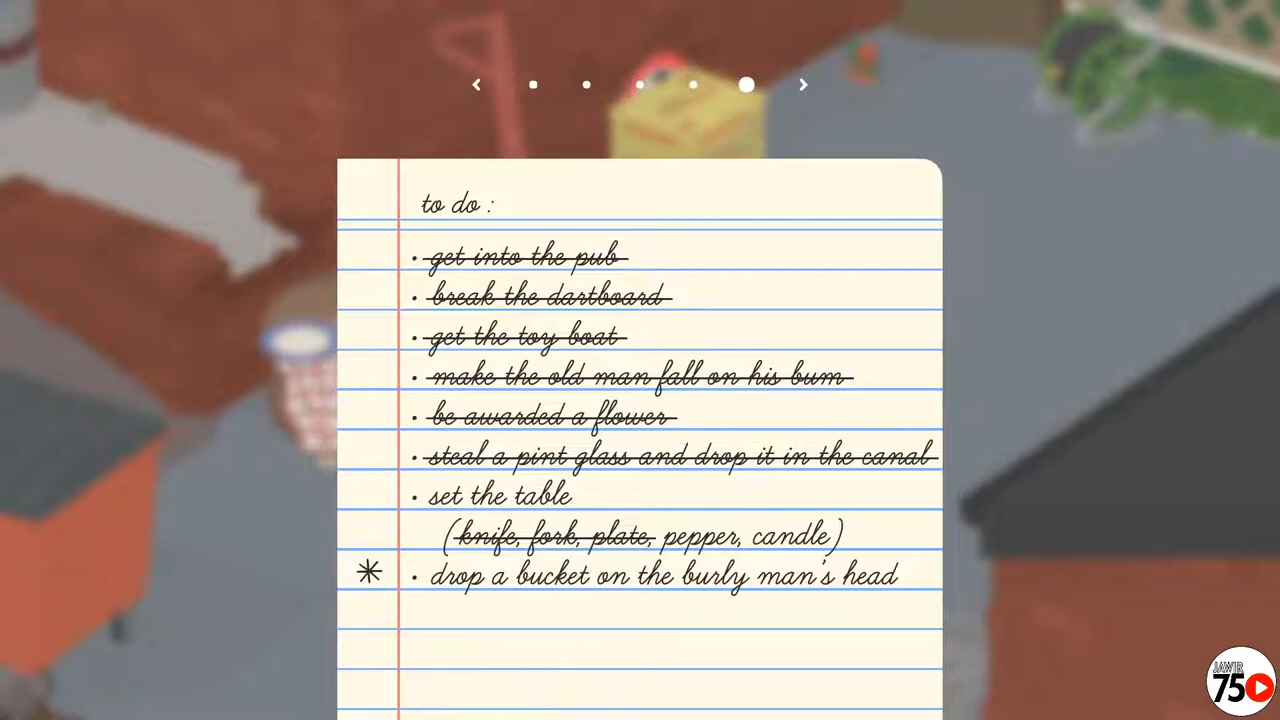 to do :
• get into the pub
• break the dartboard
• get the toy boat
• make the old man fall on his bum
• be awarded a flower
• steal a pint glass and drop it in the canal
• set the table
(knife, fork, plate, pepper, candle)
• drop a bucket on the burly man's head
JAWIR
75